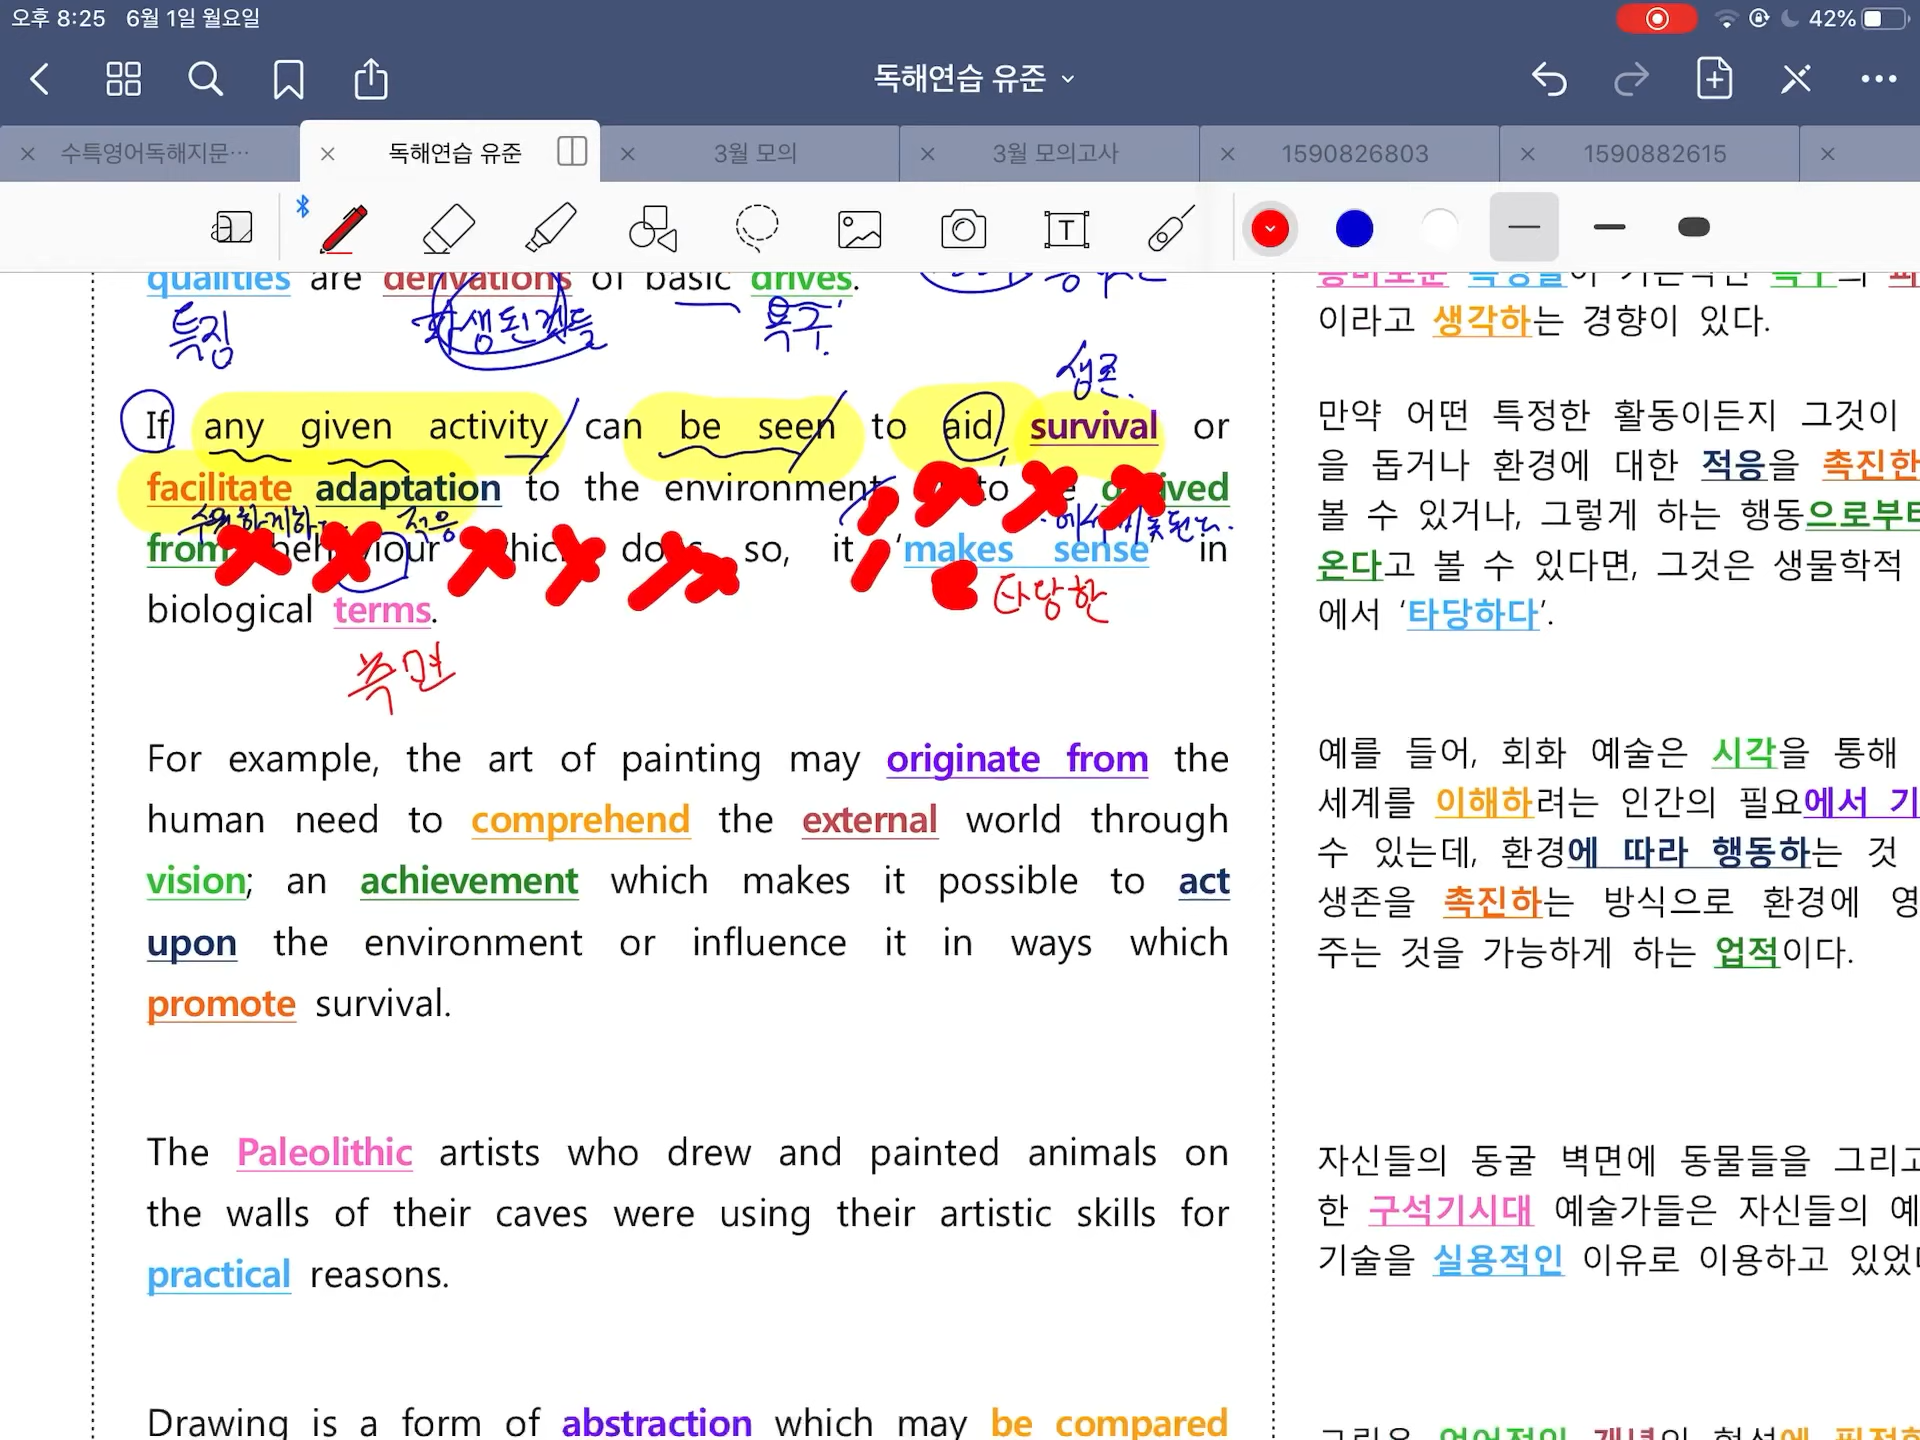 오후 8:25 6월 1일 월요일
42%
독해연습 유준
수특영어독해지문…
독해연습 유준
3월 모의
3월 모의고사
1590826803
1590882615
qualities are derivations of basic drives.
특징 파생된것들 욕구
생존
If any given activity can be seen to aid survival or
facilitate adaptation to the environment to derived
적응
from behaviour which does so, it 'makes sense' in
타당한
biological terms.
측면
For example, the art of painting may originate from the
human need to comprehend the external world through
vision; an achievement which makes it possible to act
upon the environment or influence it in ways which
promote survival.
The Paleolithic artists who drew and painted animals on
the walls of their caves were using their artistic skills for
practical reasons.
Drawing is a form of abstraction which may be compared
이라고 생각하는 경향이 있다.
만약 어떤 특정한 활동이든지 그것이
을 돕거나 환경에 대한 적응을 촉진한
볼 수 있거나, 그렇게 하는 행동으로부터
온다고 볼 수 있다면, 그것은 생물학적
에서 '타당하다'.
예를 들어, 회화 예술은 시각을 통해
세계를 이해하려는 인간의 필요에서 기
수 있는데, 환경에 따라 행동하는 것
생존을 촉진하는 방식으로 환경에 영
주는 것을 가능하게 하는 업적이다.
자신들의 동굴 벽면에 동물들을 그리고
한 구석기시대 예술가들은 자신들의 예
기술을 실용적인 이유로 이용하고 있었